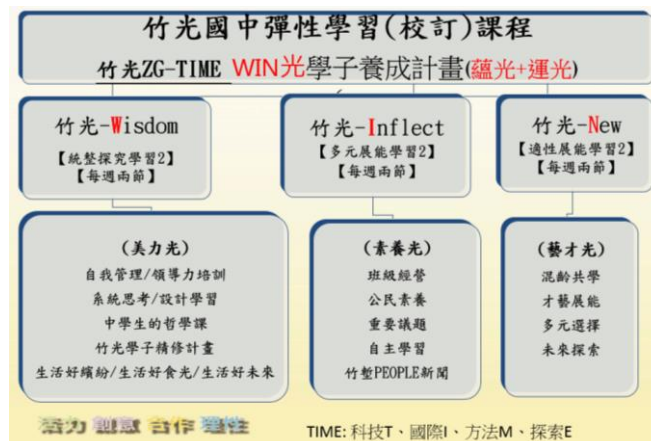 竹光國中彈性學習(校訂)課程
竹光ZG-TIME WIN光學子養成計畫(蘊光+運光)
竹光-Wisdom
【統整探究學習2】
【每週兩節】
竹光-Inflect
【多元展能學習2】
【每週兩節】
竹光-New
【適性展能學習2】
【每週兩節】
(美力光)
自我管理/領導力培訓
系統思考/設計學習
中學生的哲學課
竹光學子精修計畫
生活好繽紛/生活好食光/生活好未來
(素養光)
班級經營
公民素養
重要議題
自主學習
竹塹PEOPLE新聞
(藝才光)
混齡共學
才藝展能
多元選擇
未來探索
活力 創意 合作 理性
TIME: 科技T、國際I、方法M、探索E